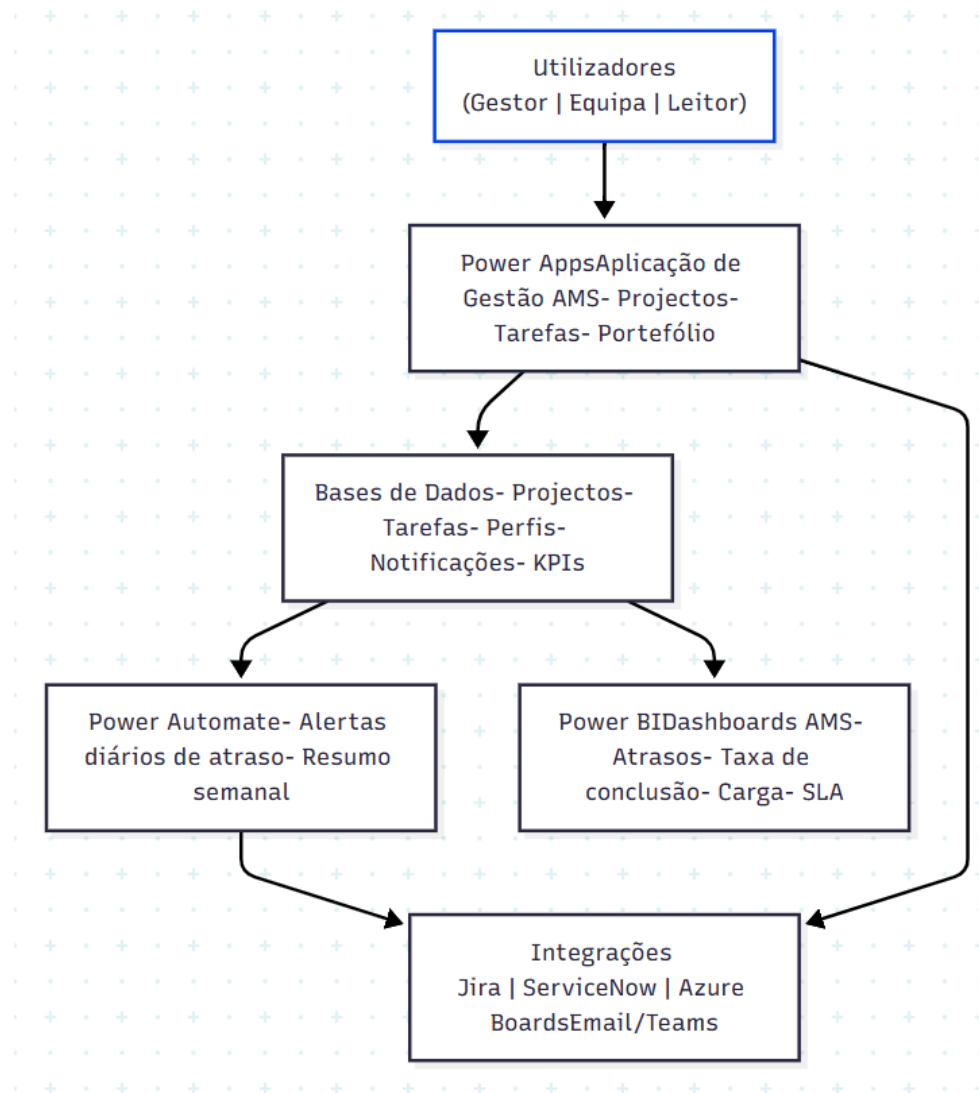 Utilizadores
(Gestor | Equipa | Leitor)
Power AppsAplicação de
Gestão AMS- Projectos-
Tarefas- Portefólio
Bases de Dados- Projectos-
Tarefas- Perfis-
Notificações- KPIs
Power Automate- Alertas
diários de atraso- Resumo
semanal
Power BIDashboards AMS-
Atrasos- Taxa de
conclusão- Carga- SLA
Integrações
Jira | ServiceNow | Azure
BoardsEmail/Teams